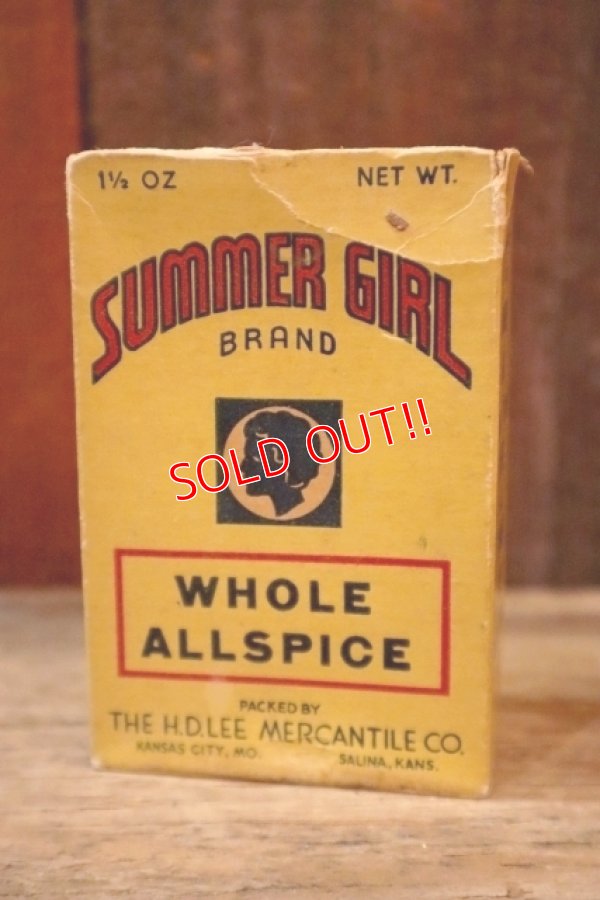 1½ OZ NET WT.
SUMMER GIRL
BRAND
SOLD OUT!!
WHOLE
ALLSPICE
PACKED BY
THE H.D.LEE MERCANTILE CO.
KANSAS CITY, MO. SALINA, KANS.